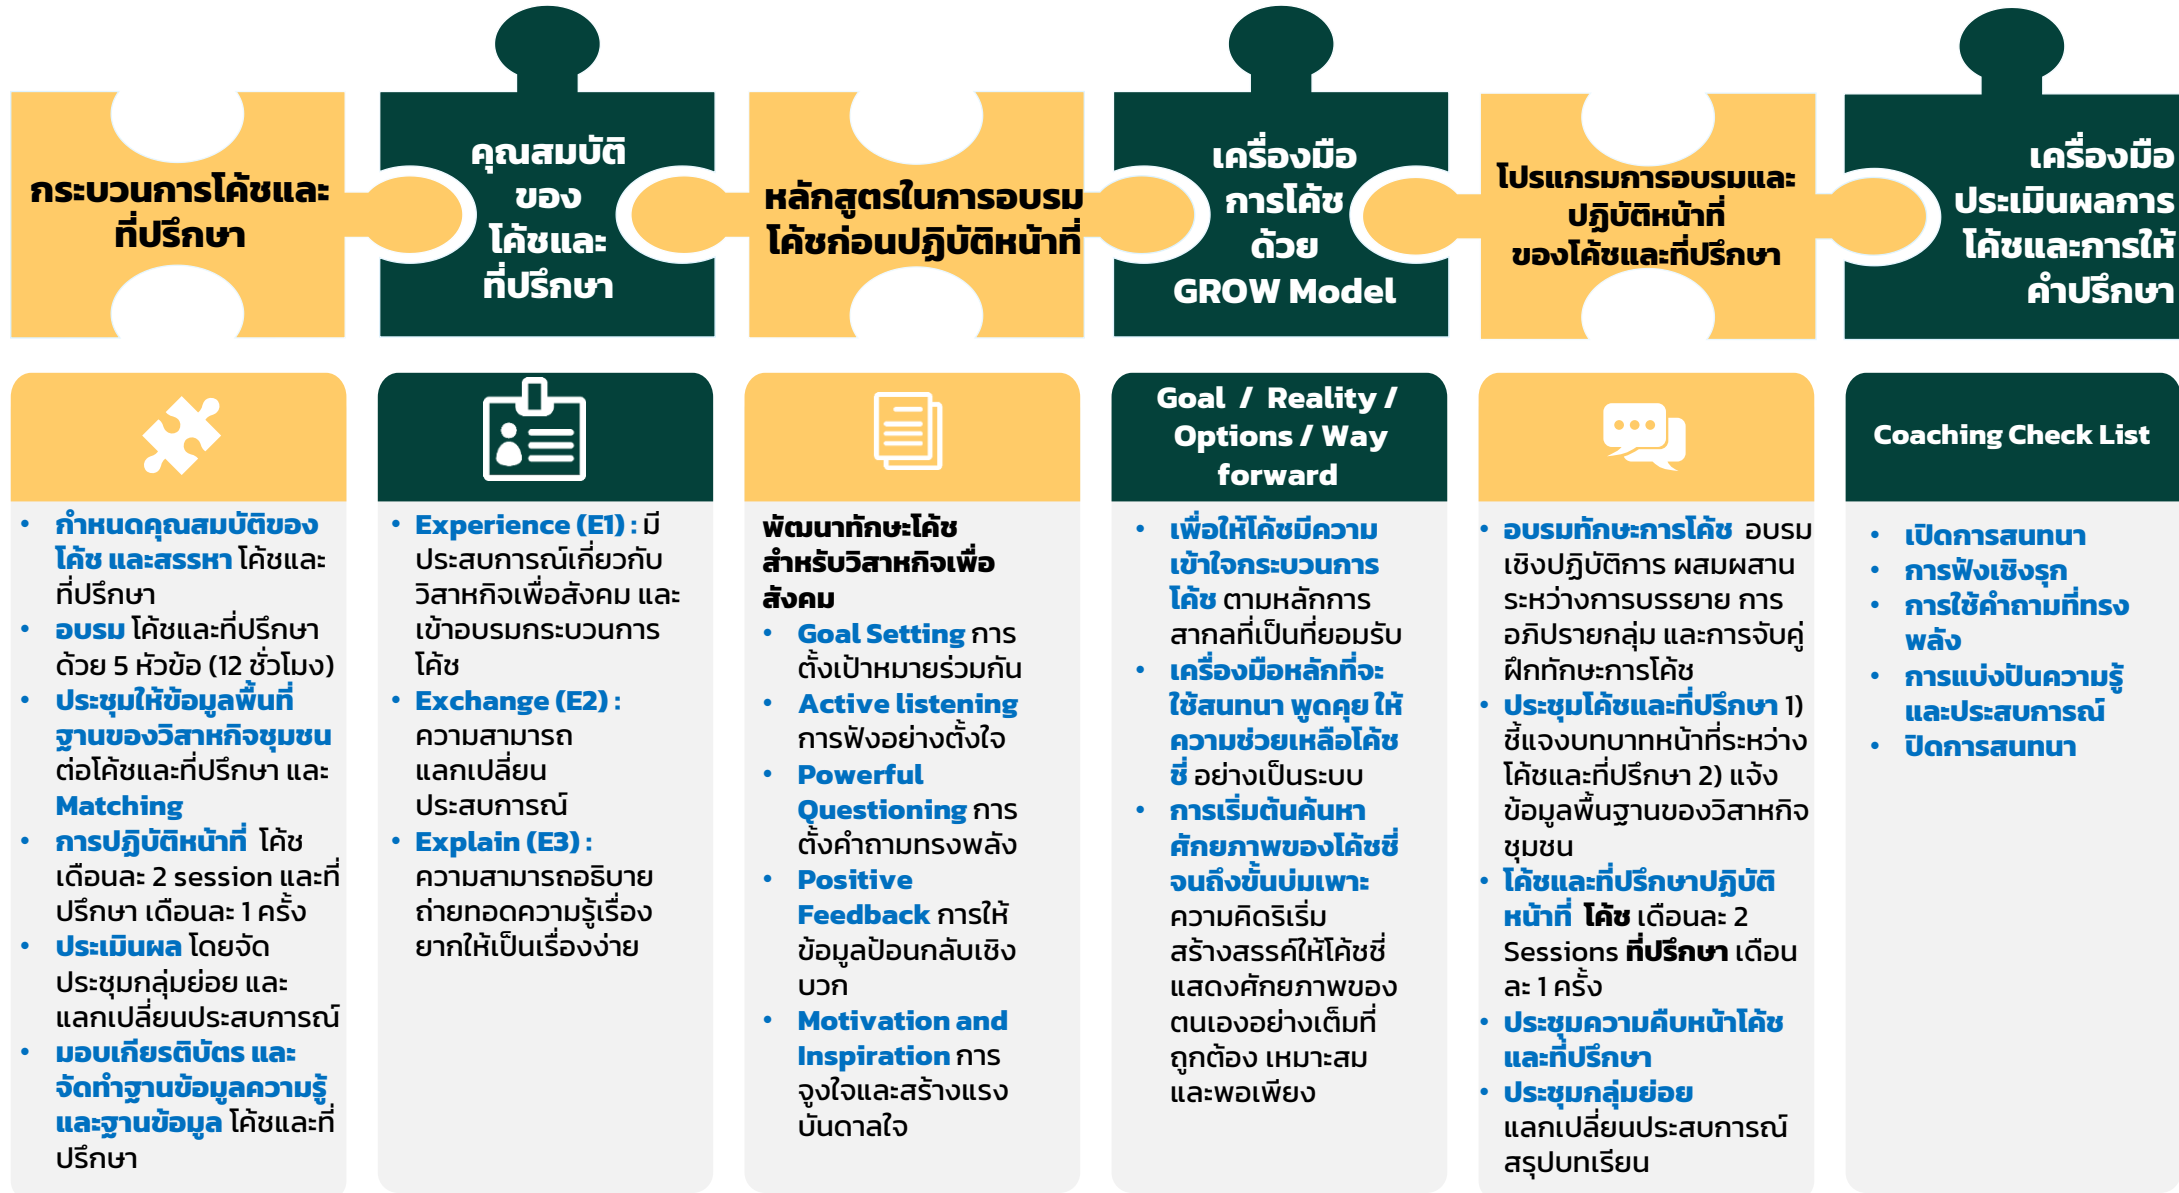 กระบวนการโค้ชและ
ที่ปรึกษา
คุณสมบัติ
ของ
โค้ชและ
ที่ปรึกษา
หลักสูตรในการอบรม
โค้ชก่อนปฏิบัติหน้าที่
เครื่องมือ
การโค้ช
ด้วย
GROW Model
โปรแกรมการอบรมและ
ปฏิบัติหน้าที่
ของโค้ชและที่ปรึกษา
เครื่องมือ
ประเมินผลการ
โค้ชและการให้
คำปรึกษา
• กำหนดคุณสมบัติของ
โค้ช และสรรหา โค้ชและ
ที่ปรึกษา
• อบรม โค้ชและที่ปรึกษา
ด้วย 5 หัวข้อ (12 ชั่วโมง)
• ประชุมให้ข้อมูลพื้นที่
ฐานของวิสาหกิจชุมชน
ต่อโค้ชและที่ปรึกษา และ
Matching
• การปฏิบัติหน้าที่ โค้ช
เดือนละ 2 session และที่
ปรึกษา เดือนละ 1 ครั้ง
• ประเมินผล โดยจัด
ประชุมกลุ่มย่อย และ
แลกเปลี่ยนประสบการณ์
• มอบเกียรติบัตร และ
จัดทำฐานข้อมูลความรู้
และฐานข้อมูล โค้ชและที่
ปรึกษา
• Experience (E1) : มี
ประสบการณ์เกี่ยวกับ
วิสาหกิจเพื่อสังคม และ
เข้าอบรมกระบวนการ
โค้ช
• Exchange (E2) :
ความสามารถ
แลกเปลี่ยน
ประสบการณ์
• Explain (E3) :
ความสามารถอธิบาย
ถ่ายทอดความรู้เรื่อง
ยากให้เป็นเรื่องง่าย
พัฒนาทักษะโค้ช
สำหรับวิสาหกิจเพื่อ
สังคม
• Goal Setting การ
ตั้งเป้าหมายร่วมกัน
• Active listening
การฟังอย่างตั้งใจ
• Powerful
Questioning การ
ตั้งคำถามทรงพลัง
• Positive
Feedback การให้
ข้อมูลป้อนกลับเชิง
บวก
• Motivation and
Inspiration การ
จูงใจและสร้างแรง
บันดาลใจ
Goal / Reality /
Options / Way
forward
• เพื่อให้โค้ชมีความ
เข้าใจกระบวนการ
โค้ช ตามหลักการ
สากลที่เป็นที่ยอมรับ
• เครื่องมือหลักที่จะ
ใช้สนทนา พูดคุย ให้
ความช่วยเหลือโค้ช
ชี่ อย่างเป็นระบบ
• การเริ่มต้นค้นหา
ศักยภาพของโค้ชชี่
จนถึงขั้นบ่มเพาะ
ความคิดริเริ่ม
สร้างสรรค์ให้โค้ชชี่
แสดงศักยภาพของ
ตนเองอย่างเต็มที่
ถูกต้อง เหมาะสม
และพอเพียง
• อบรมทักษะการโค้ช อบรม
เชิงปฏิบัติการ ผสมผสาน
ระหว่างการบรรยาย การ
อภิปรายกลุ่ม และการจับคู่
ฝึกทักษะการโค้ช
• ประชุมโค้ชและที่ปรึกษา 1)
ชี้แจงบทบาทหน้าที่ระหว่าง
โค้ชและที่ปรึกษา 2) แจ้ง
ข้อมูลพื้นฐานของวิสาหกิจ
ชุมชน
• โค้ชและที่ปรึกษาปฏิบัติ
หน้าที่ โค้ช เดือนละ 2
Sessions ที่ปรึกษา เดือน
ละ 1 ครั้ง
• ประชุมความคืบหน้าโค้ช
และที่ปรึกษา
• ประชุมกลุ่มย่อย
แลกเปลี่ยนประสบการณ์
สรุปบทเรียน
Coaching Check List
• เปิดการสนทนา
• การฟังเชิงรุก
• การใช้คำถามที่ทรง
พลัง
• การแบ่งปันความรู้
และประสบการณ์
• ปิดการสนทนา